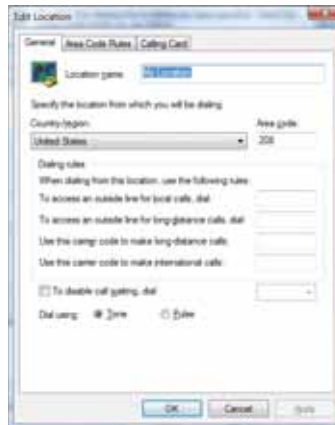 Edit Location
General Area Code Rules Calling Card
Location name: My Location
Specify the location from which you will be dialing.
Country/region: Area code:
United States
Dialing rules
When dialing from this location, use the following rules:
To access an outside line for local calls, dial:
To access an outside line for long-distance calls, dial:
Use this carrier code to make long-distance calls:
Use this carrier code to make international calls:
To disable call waiting, dial:
Dial using: Tone Pulse
OK Cancel Apply